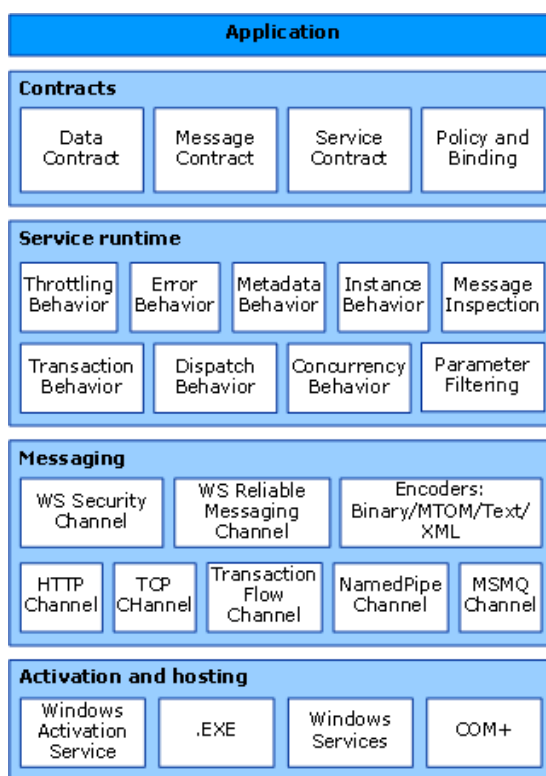 Application
Contracts
Data
Contract
Message
Contract
Service
Contract
Policy and
Binding
Service runtime
Throttling
Behavior
Error
Behavior
Metadata
Behavior
Instance
Behavior
Message
Inspection
Transaction
Behavior
Dispatch
Behavior
Concurrency
Behavior
Parameter
Filtering
Messaging
WS Security
Channel
WS Reliable
Messaging
Channel
Encoders:
Binary/MTOM/Text/
XML
HTTP
Channel
TCP
CHannel
Transaction
Flow
Channel
NamedPipe
Channel
MSMQ
Channel
Activation and hosting
Windows
Activation
Service
.EXE
Windows
Services
COM+